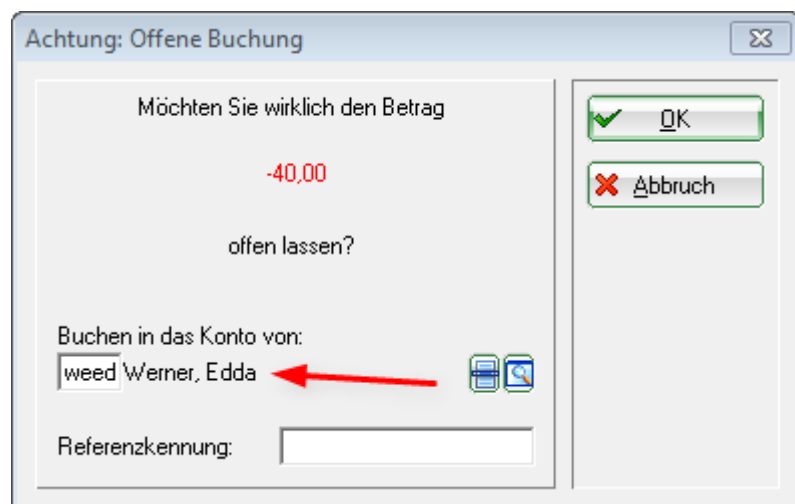 Achtung: Offene Buchung
Möchten Sie wirklich den Betrag
-40,00
offen lassen?
Buchen in das Konto von:
weed Werner, Edda
Referenzkennung:
OK
Abbruch